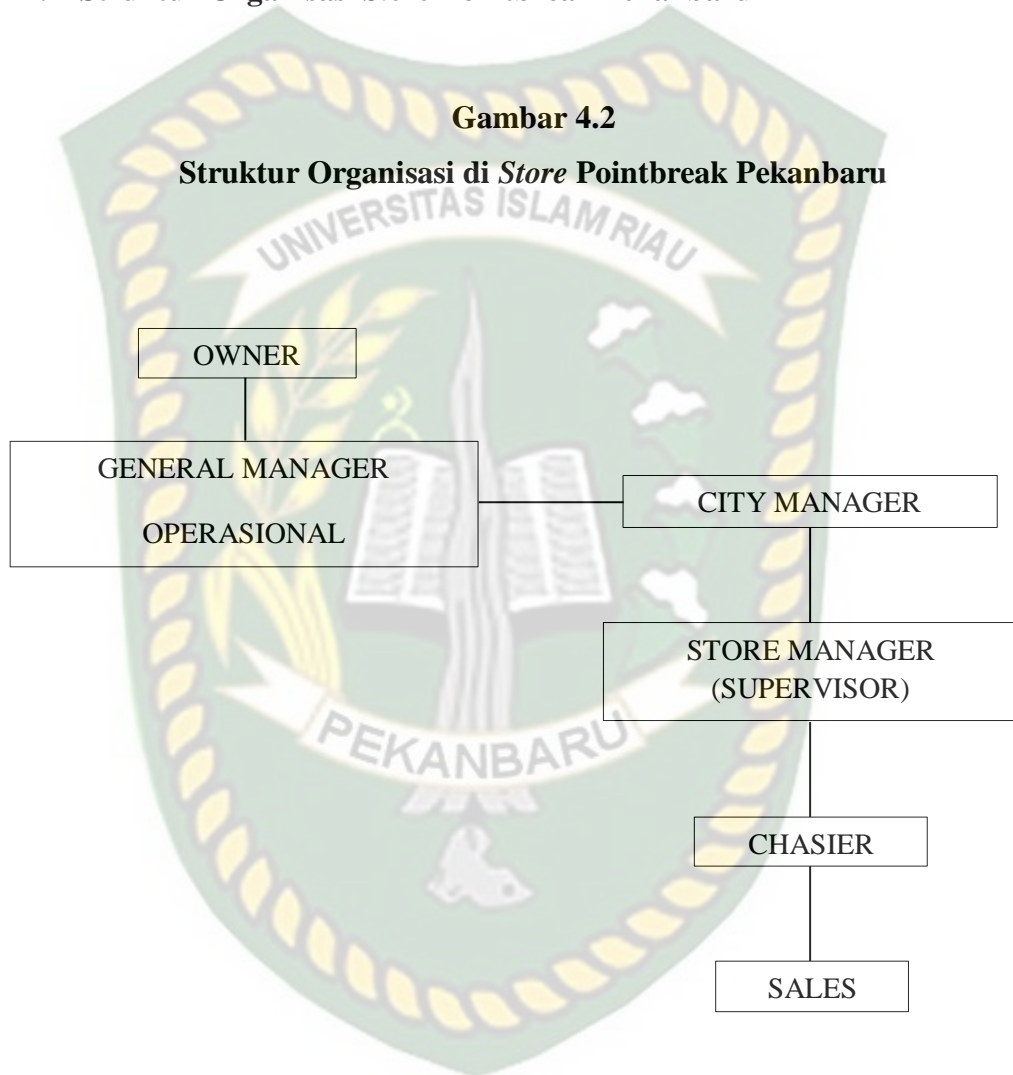 Gambar 4.2
Struktur Organisasi di Store Pointbreak Pekanbaru
UNIVERSITAS ISLAM RIAU
OWNER
GENERAL MANAGER
OPERASIONAL
CITY MANAGER
STORE MANAGER
(SUPERVISOR)
PEKANBARU
CHASIER
SALES